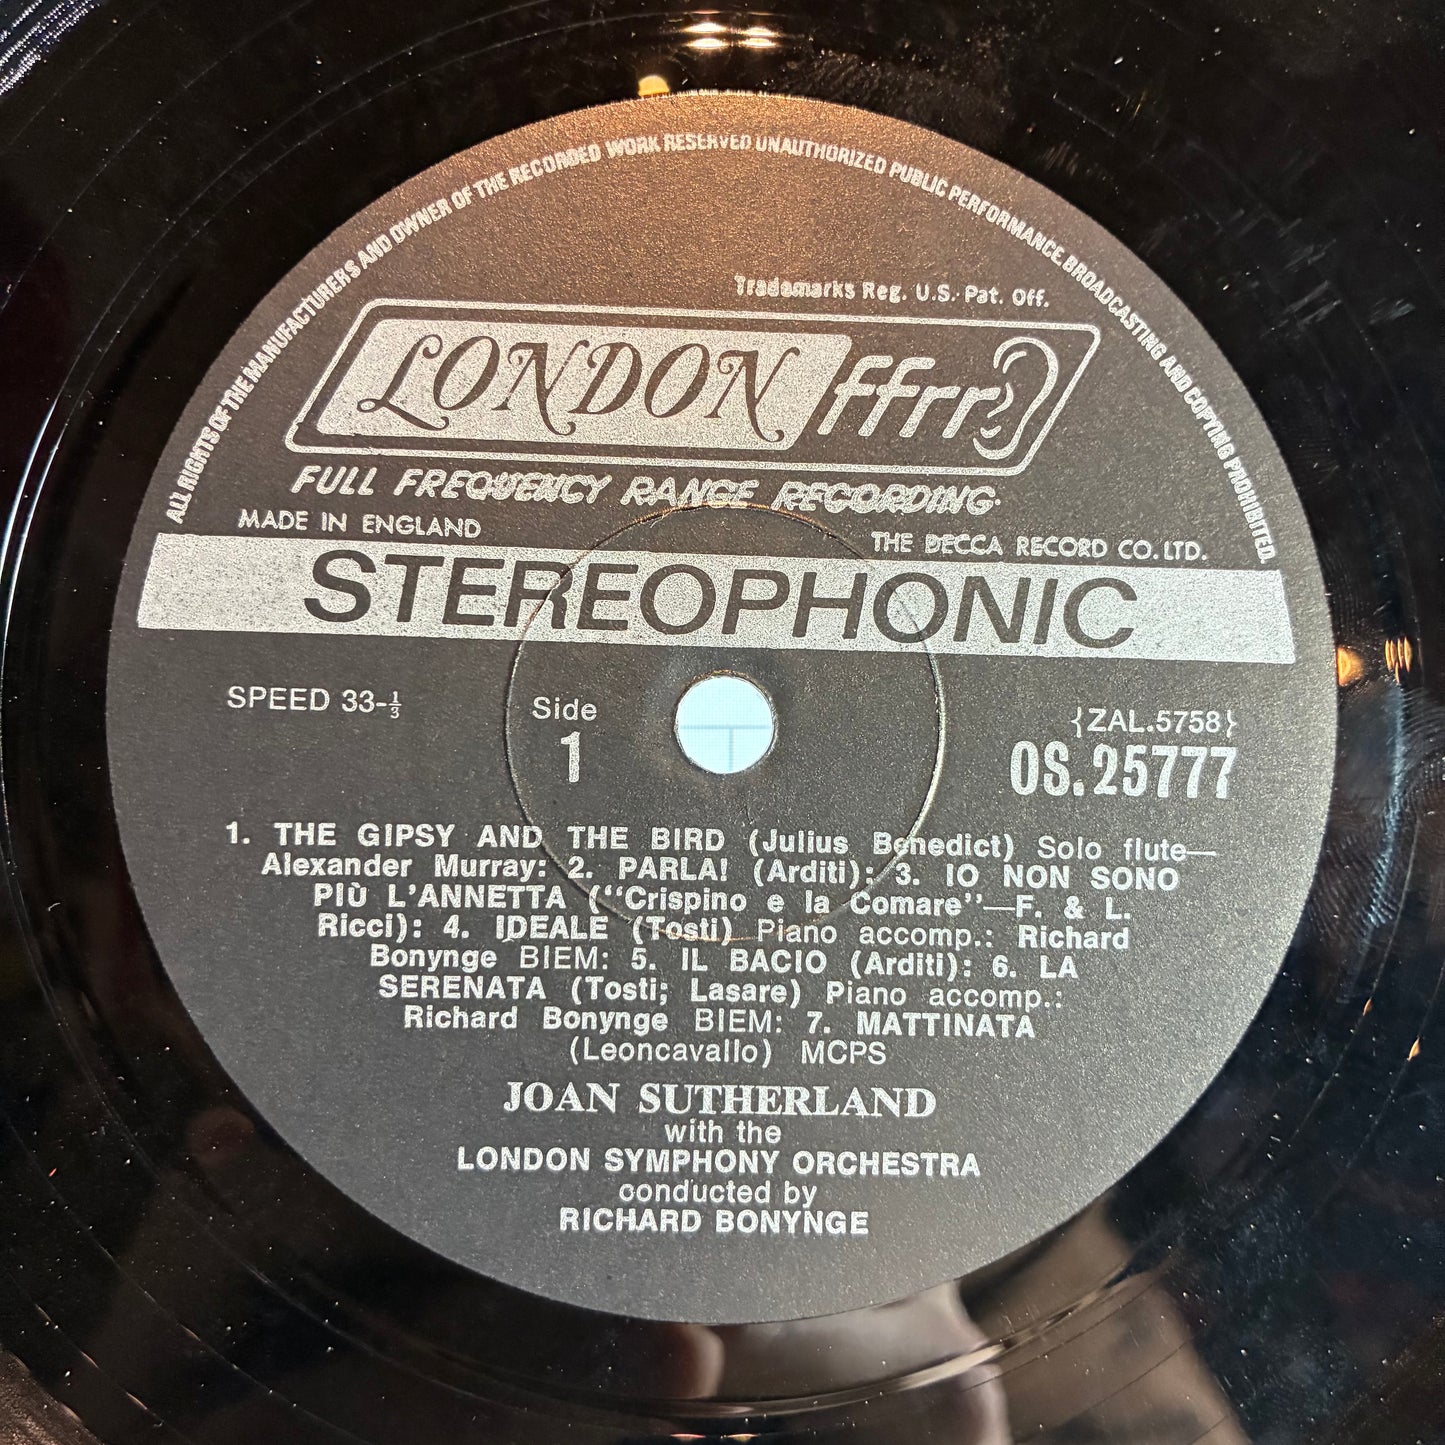 ALL RIGHTS OF THE MANUFACTURERS AND OWNER OF THE RECORDED WORK RESERVED UNAUTHORIZED PUBLIC PERFORMANCE BROADCASTING AND COPYING PROHIBITED
Trademarks Reg. U.S. Pat. Off.
LONDON ffrr
FULL FREQUENCY RANGE RECORDING
MADE IN ENGLAND THE DECCA RECORD CO. LTD.
STEREOPHONIC
SPEED 33-⅓ Side {ZAL.5758}
1 OS.25777
1. THE GIPSY AND THE BIRD (Julius Benedict) Solo flute—
Alexander Murray: 2. PARLA! (Arditi): 3. IO NON SONO
PIÙ L'ANNETTA (“Crispino e la Comare”—F. & L.
Ricci): 4. IDEALE (Tosti) Piano accomp.: Richard
Bonynge BIEM: 5. IL BACIO (Arditi): 6. LA
SERENATA (Tosti; Lasare) Piano accomp.:
Richard Bonynge BIEM: 7. MATTINATA
(Leoncavallo) MCPS
JOAN SUTHERLAND
with the
LONDON SYMPHONY ORCHESTRA
conducted by
RICHARD BONYNGE